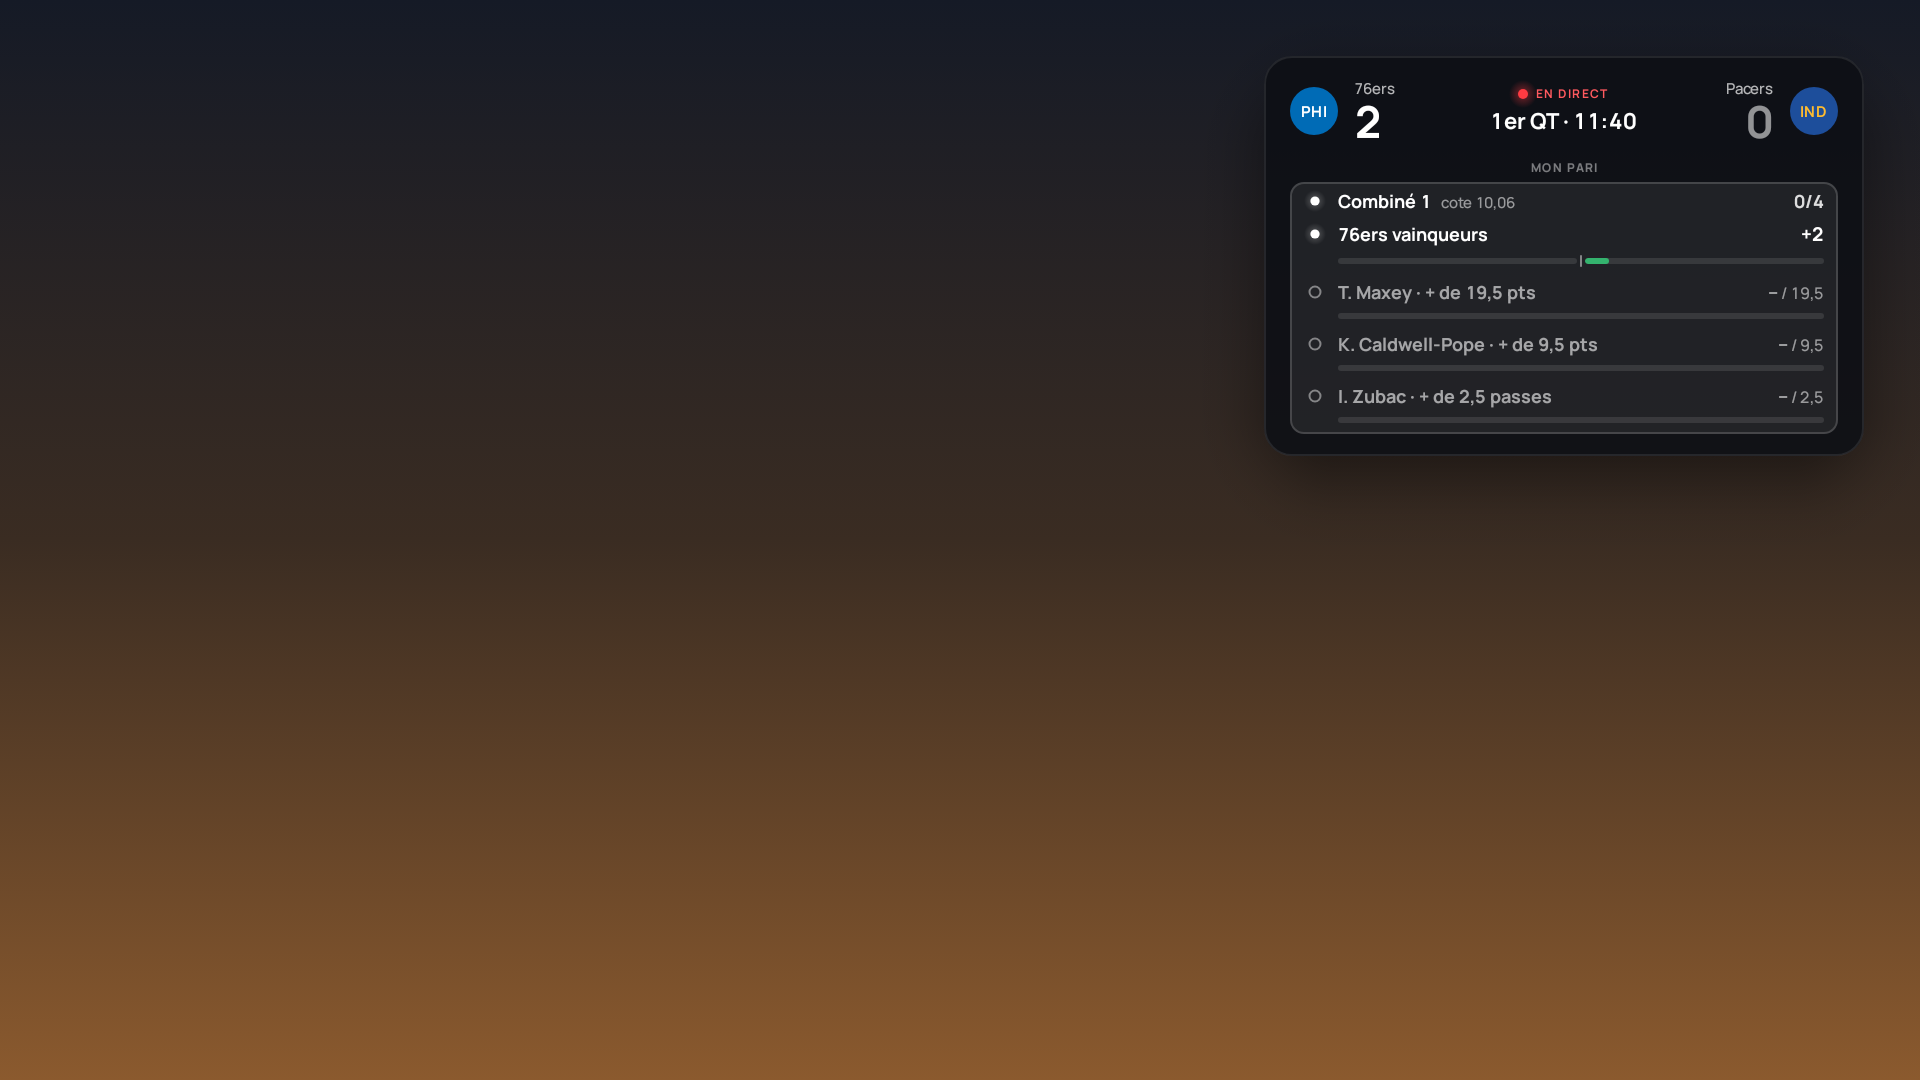 PHI
76ers
2
EN DIRECT
1er QT · 11:40
Pacers
0
IND
MON PARI
Combiné 1 cote 10,06 0/4
76ers vainqueurs +2
T. Maxey · + de 19,5 pts – / 19,5
K. Caldwell-Pope · + de 9,5 pts – / 9,5
I. Zubac · + de 2,5 passes – / 2,5